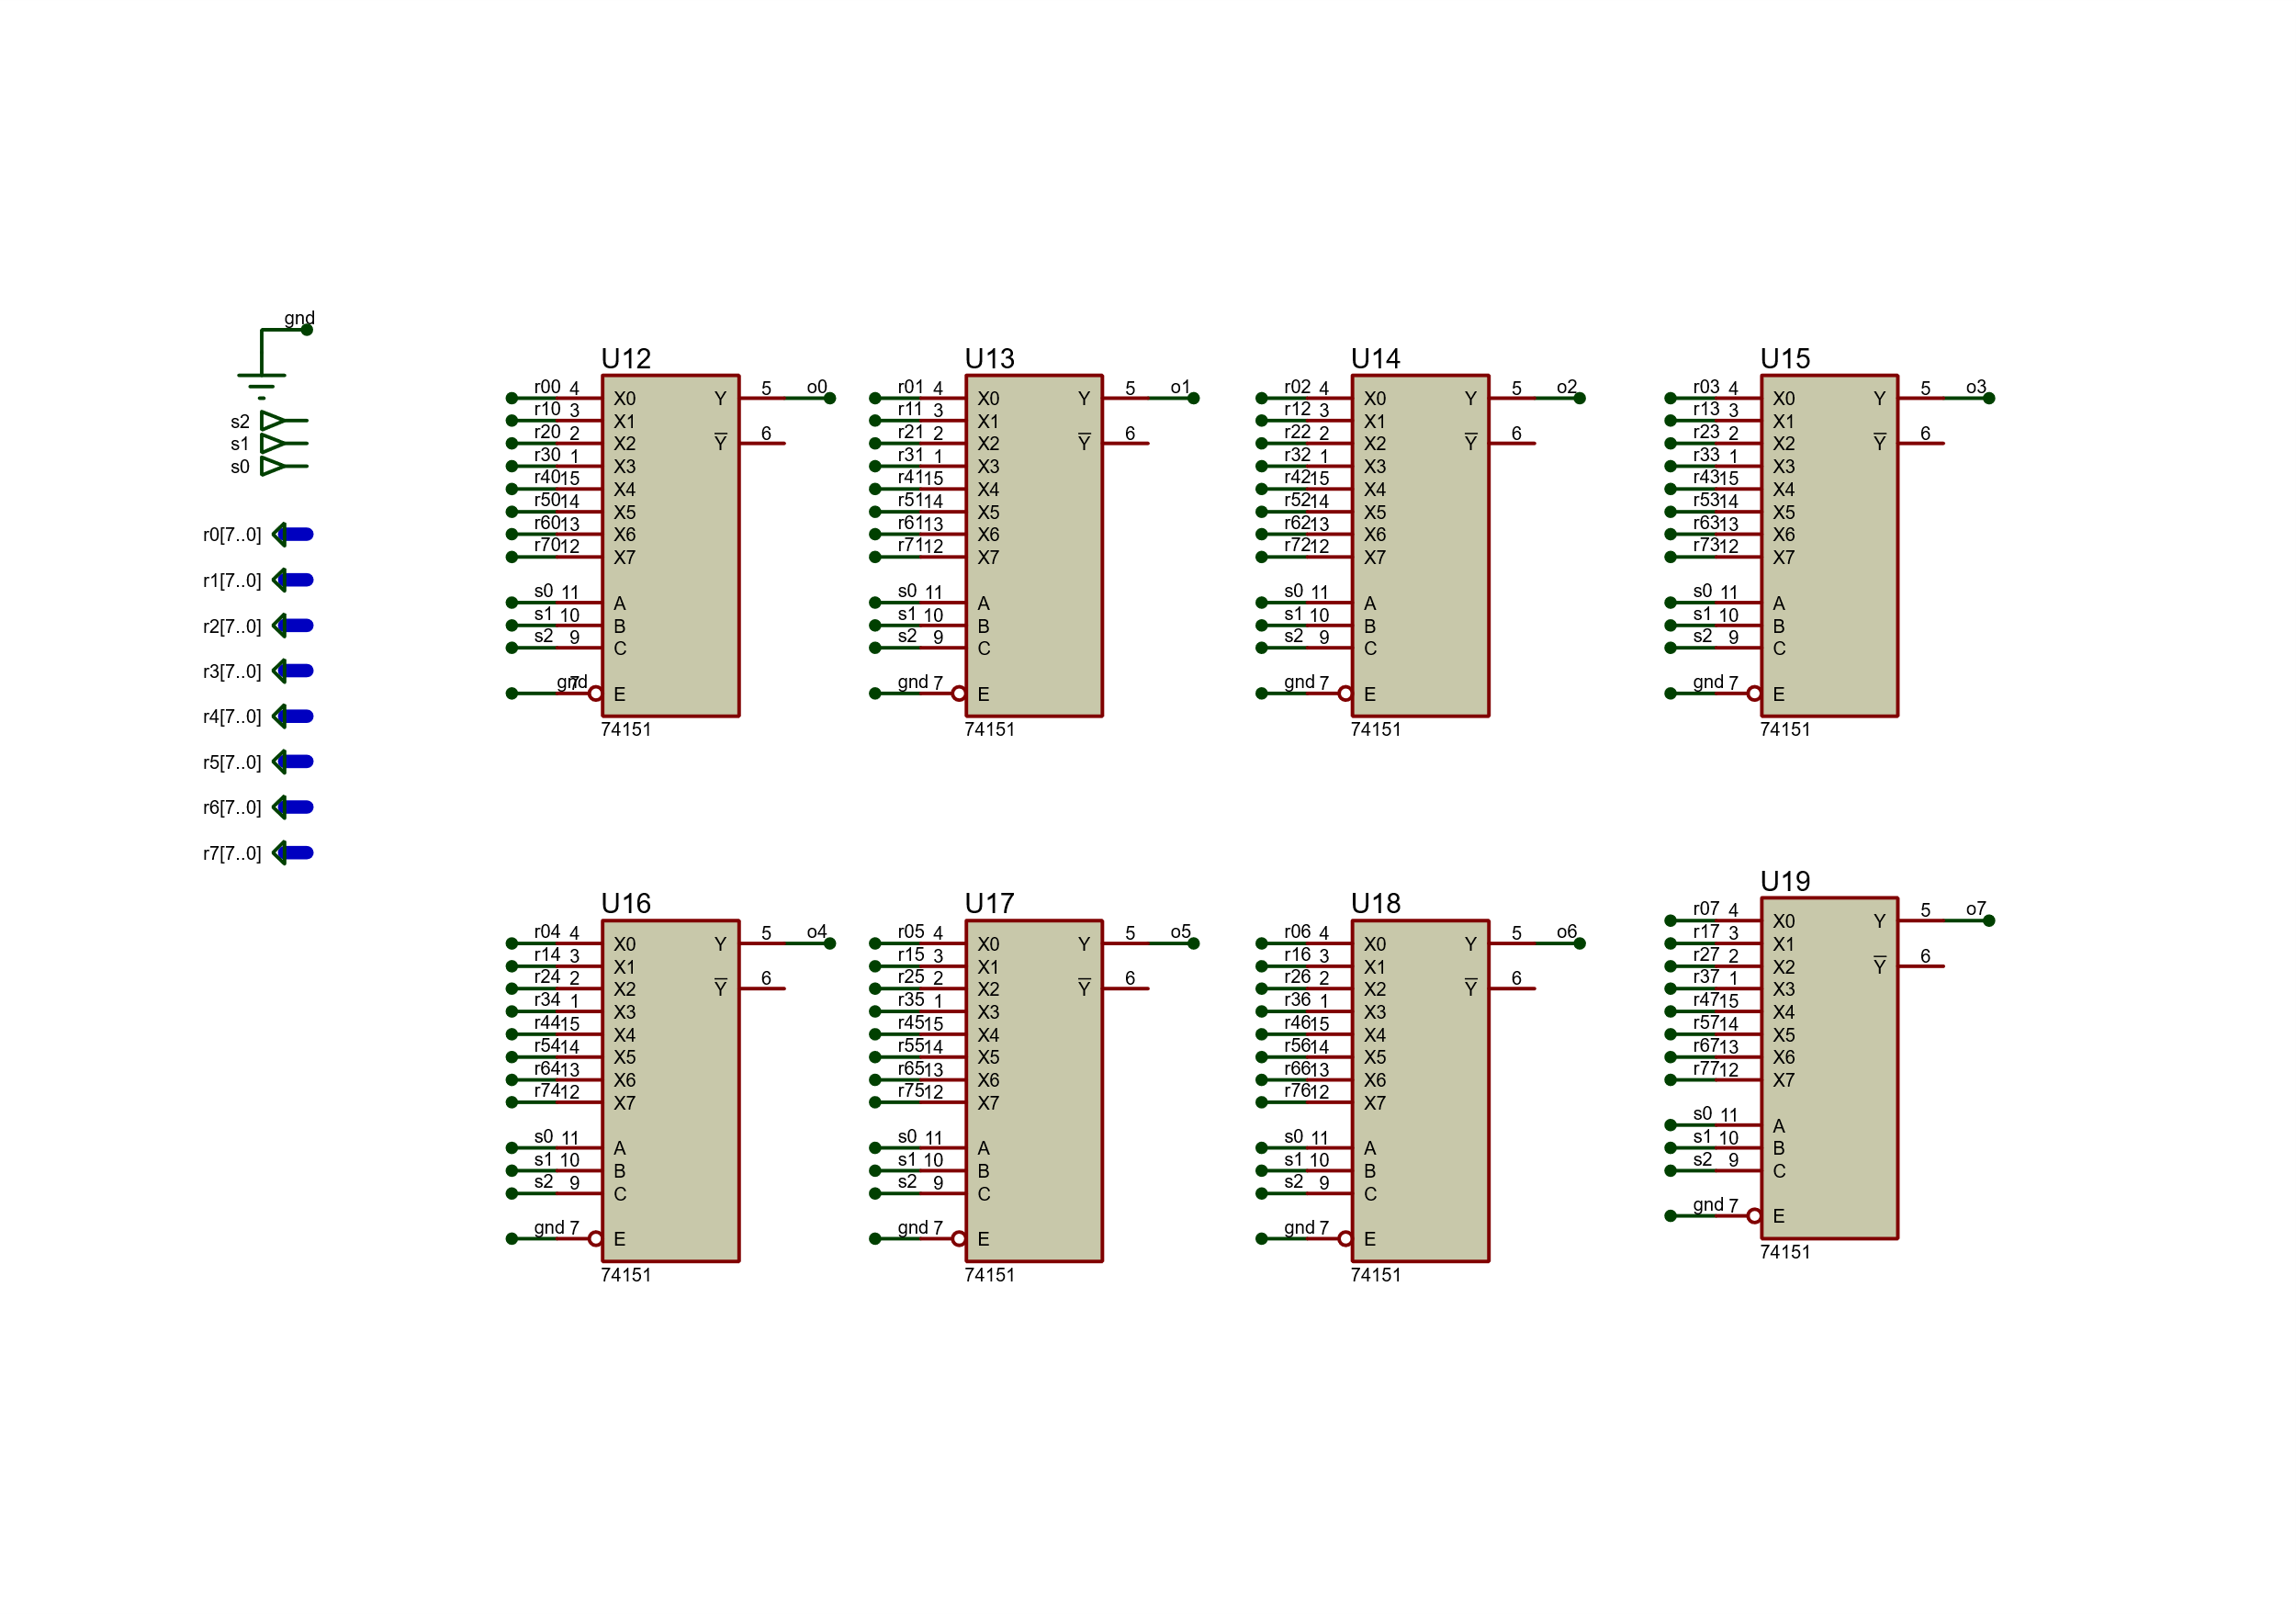 gnd
s2
s1
s0
r0[7..0]
r1[7..0]
r2[7..0]
r3[7..0]
r4[7..0]
r5[7..0]
r6[7..0]
r7[7..0]
U12
r00 4 X0 Y 5 o0
r10 3 X1
r20 2 X2 Y 6
r30 1 X3
r40 15 X4
r50 14 X5
r60 13 X6
r70 12 X7
s0 11 A
s1 10 B
s2 9 C
gnd 7 E
74151
U13
r01 4 X0 Y 5 o1
r11 3 X1
r21 2 X2 Y 6
r31 1 X3
r41 15 X4
r51 14 X5
r61 13 X6
r71 12 X7
s0 11 A
s1 10 B
s2 9 C
gnd 7 E
74151
U14
r02 4 X0 Y 5 o2
r12 3 X1
r22 2 X2 Y 6
r32 1 X3
r42 15 X4
r52 14 X5
r62 13 X6
r72 12 X7
s0 11 A
s1 10 B
s2 9 C
gnd 7 E
74151
U15
r03 4 X0 Y 5 o3
r13 3 X1
r23 2 X2 Y 6
r33 1 X3
r43 15 X4
r53 14 X5
r63 13 X6
r73 12 X7
s0 11 A
s1 10 B
s2 9 C
gnd 7 E
74151
U16
r04 4 X0 Y 5 o4
r14 3 X1
r24 2 X2 Y 6
r34 1 X3
r44 15 X4
r54 14 X5
r64 13 X6
r74 12 X7
s0 11 A
s1 10 B
s2 9 C
gnd 7 E
74151
U17
r05 4 X0 Y 5 o5
r15 3 X1
r25 2 X2 Y 6
r35 1 X3
r45 15 X4
r55 14 X5
r65 13 X6
r75 12 X7
s0 11 A
s1 10 B
s2 9 C
gnd 7 E
74151
U18
r06 4 X0 Y 5 o6
r16 3 X1
r26 2 X2 Y 6
r36 1 X3
r46 15 X4
r56 14 X5
r66 13 X6
r76 12 X7
s0 11 A
s1 10 B
s2 9 C
gnd 7 E
74151
U19
r07 4 X0 Y 5 o7
r17 3 X1
r27 2 X2 Y 6
r37 1 X3
r47 15 X4
r57 14 X5
r67 13 X6
r77 12 X7
s0 11 A
s1 10 B
s2 9 C
gnd 7 E
74151